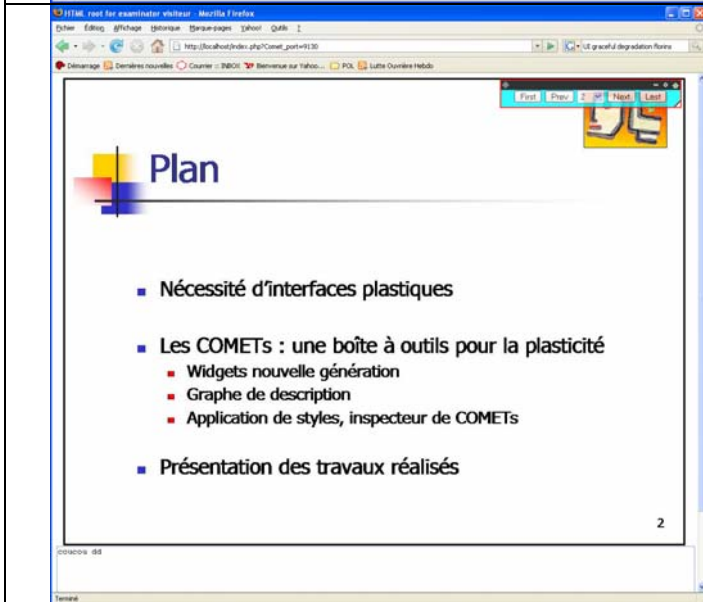 HTML root for examinator visiteur - Mozilla Firefox
Fichier Édition Affichage Historique Marque-pages Yahoo! Outils ?
http://localhost/index.php?Comet_port=9130
UI graceful degradation florins
Démarrage Dernières nouvelles Courrier :: INBOX Bienvenue sur Yahoo... POL Lutte Ouvrière Hebdo
First Prev 2 Next Last
Plan
Nécessité d'interfaces plastiques
Les COMETs : une boîte à outils pour la plasticité
Widgets nouvelle génération
Graphe de description
Application de styles, inspecteur de COMETs
Présentation des travaux réalisés
2
coucou dd
Terminé